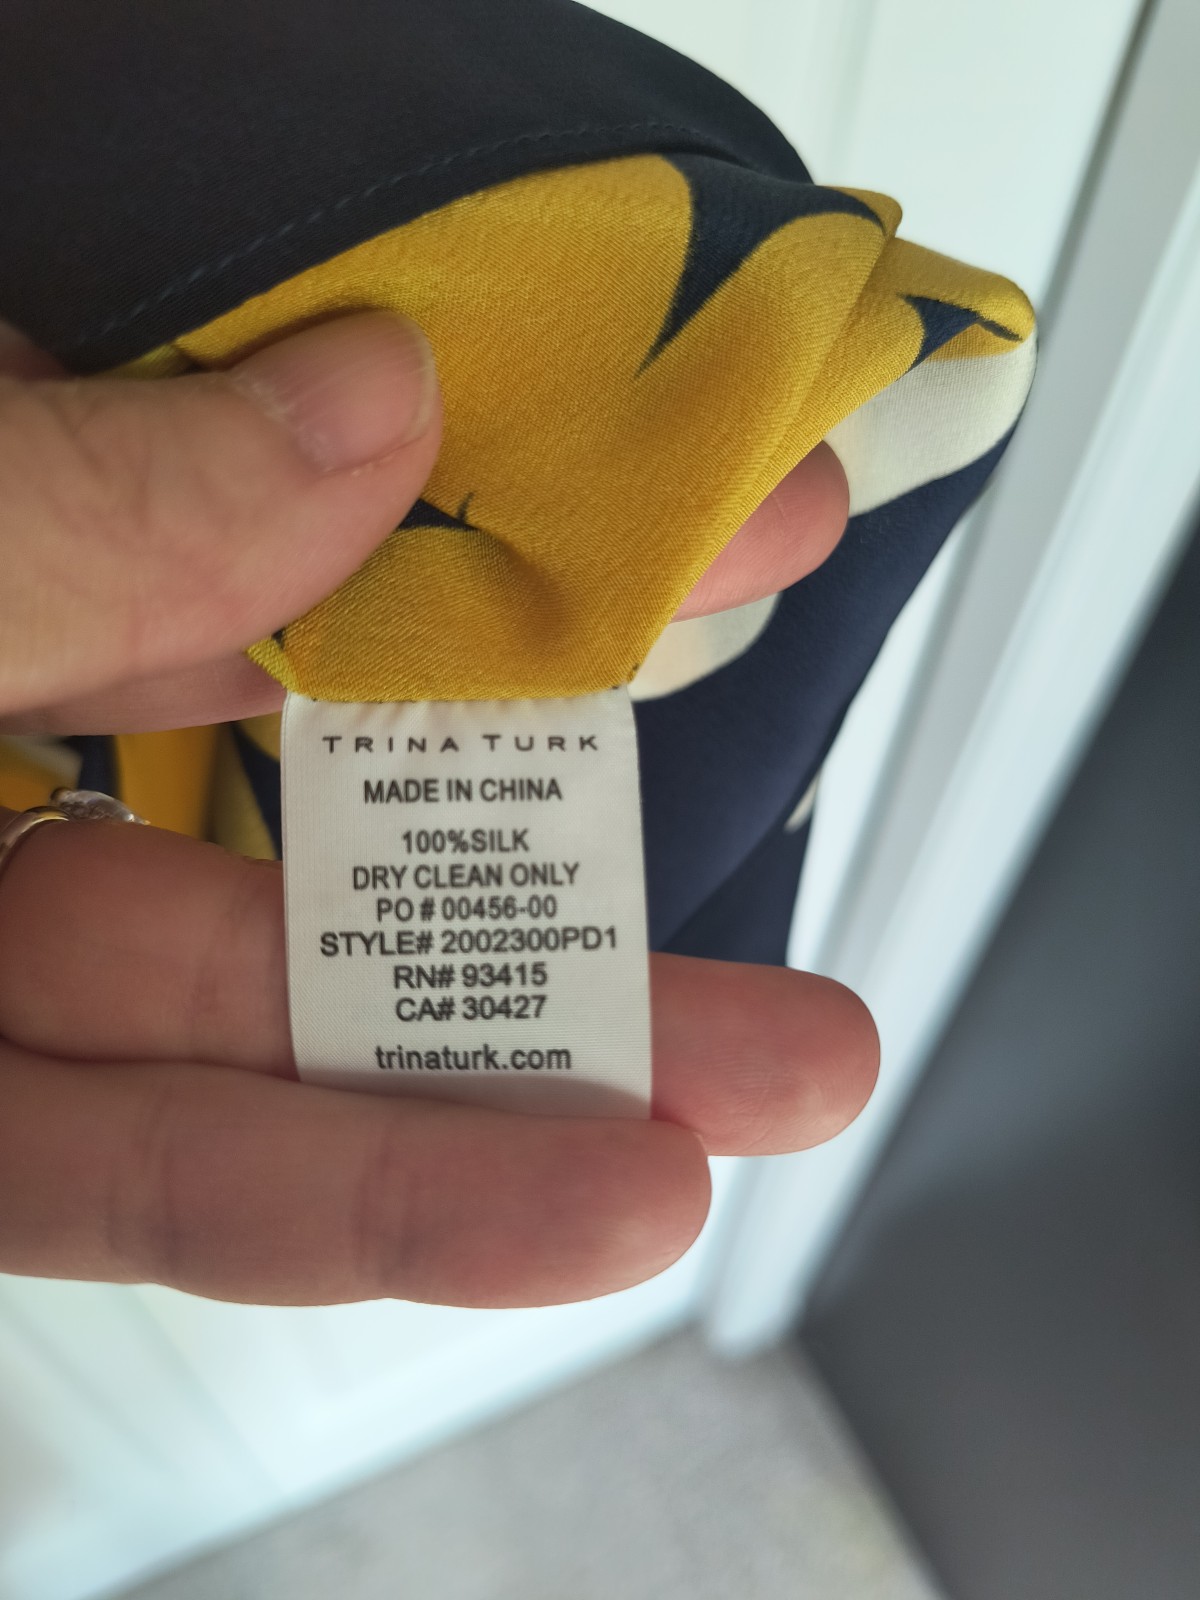 TRINA TURK
MADE IN CHINA
100%SILK
DRY CLEAN ONLY
PO # 00456-00
STYLE# 2002300PD1
RN# 93415
CA# 30427
trinaturk.com